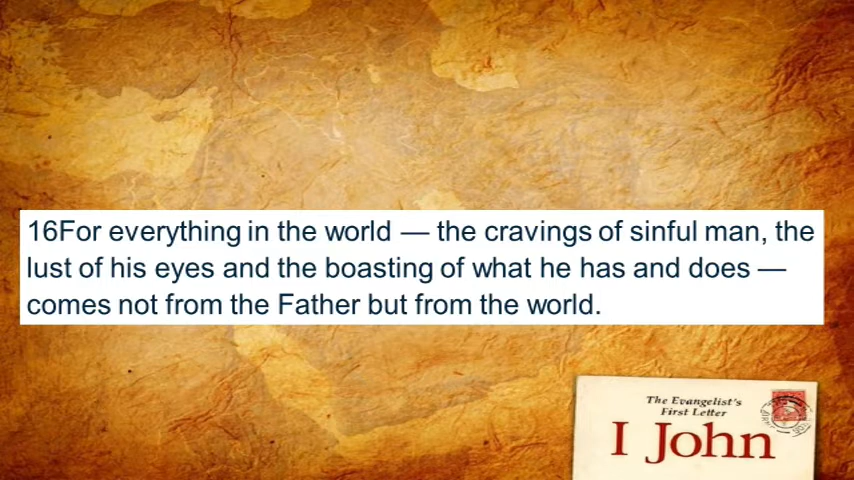 16For everything in the world — the cravings of sinful man, the
lust of his eyes and the boasting of what he has and does —
comes not from the Father but from the world.
The Evangelist's
First Letter
I John